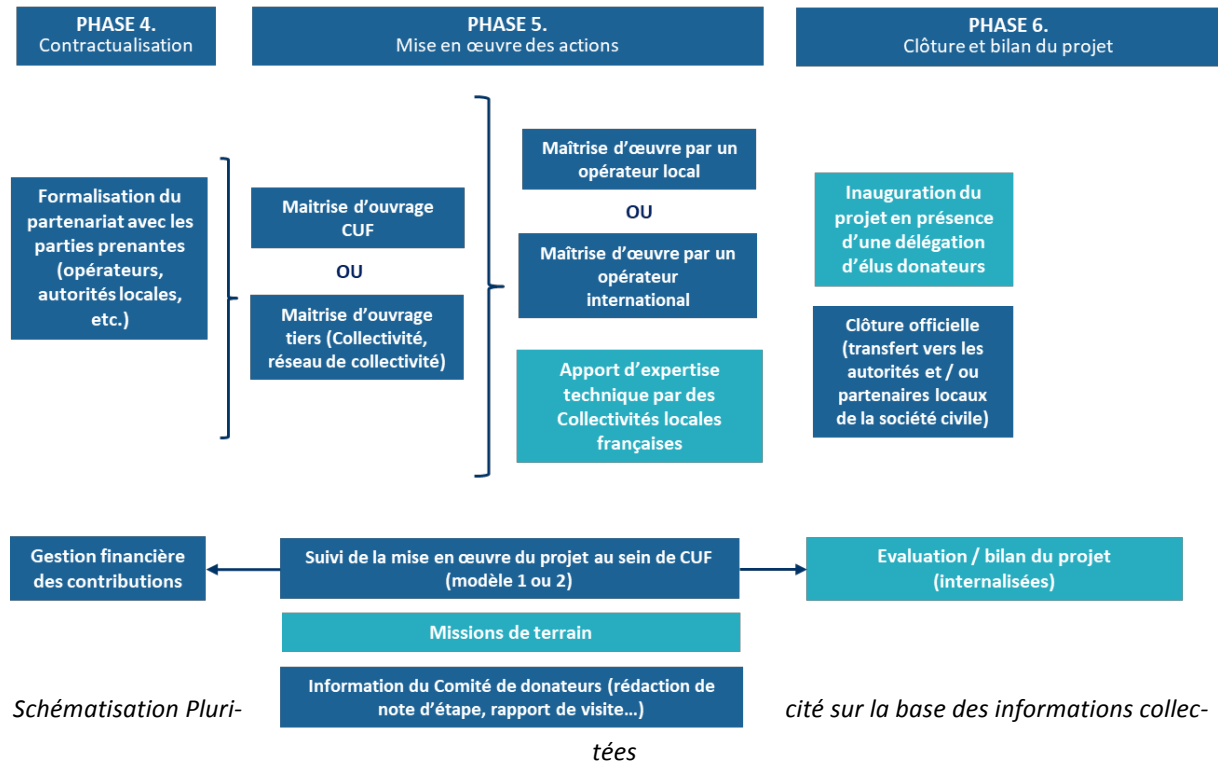 PHASE 4.
Contractualisation
PHASE 5.
Mise en œuvre des actions
PHASE 6.
Clôture et bilan du projet
Formalisation du
partenariat avec les
parties prenantes
(opérateurs,
autorités locales,
etc.)
Maitrise d'ouvrage
CUF
OU
Maitrise d'ouvrage
tiers (Collectivité,
réseau de collectivité)
Maîtrise d'œuvre par un
opérateur local
OU
Maîtrise d'œuvre par un
opérateur
international
Apport d'expertise
technique par des
Collectivités locales
françaises
Inauguration du
projet en présence
d'une délégation
d'élus donateurs
Clôture officielle
(transfert vers les
autorités et / ou
partenaires locaux
de la société civile)
Gestion financière
des contributions
Suivi de la mise en œuvre du projet au sein de CUF
(modèle 1 ou 2)
Evaluation / bilan du projet
(internalisées)
Missions de terrain
Information du Comité de donateurs (rédaction de
note d'étape, rapport de visite…)
Schématisation Pluri-
cité sur la base des informations collec-
tées